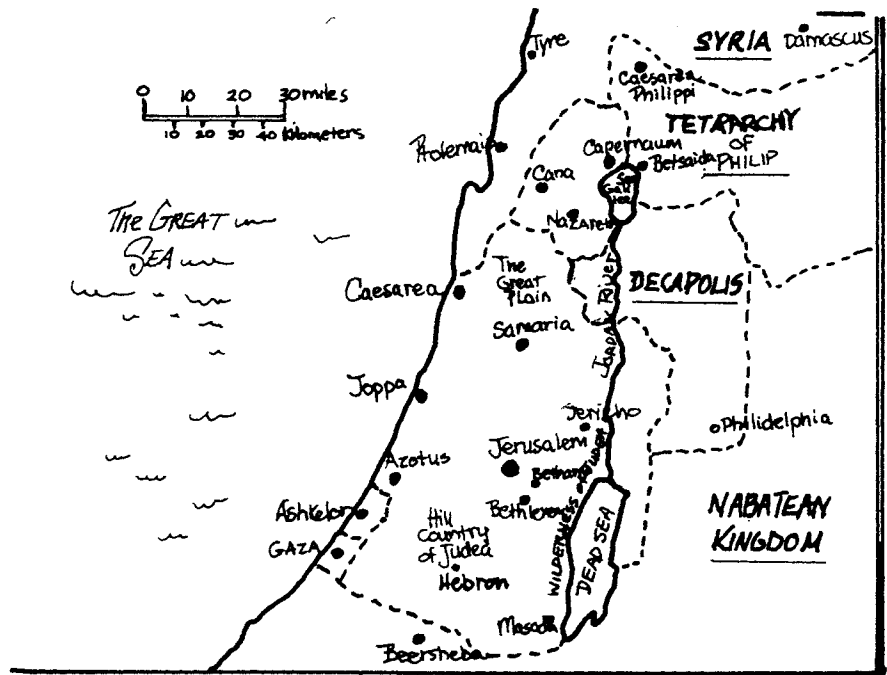 Tyre
SYRIA
Damascus
Caesarea
Philippi
0 10 20 30 miles
10 20 30 40 kilometers
Ptolemais
TETRARCHY
OF
PHILIP
Capernaum
Betsaida
Cana
Nazareth
The GREAT
SEA
The
Great
Plain
DECAPOLIS
Caesarea
JORDAN River
Samaria
Joppa
Jericho
Philidelphia
Jerusalem
Azotus
Bethany
Bethlehem
WILDERNESS OF JUDEA
Ashkelon
Hill
Country
of Judea
GAZA
Hebron
DEAD SEA
NABATEAN
KINGDOM
Masada
Beersheba